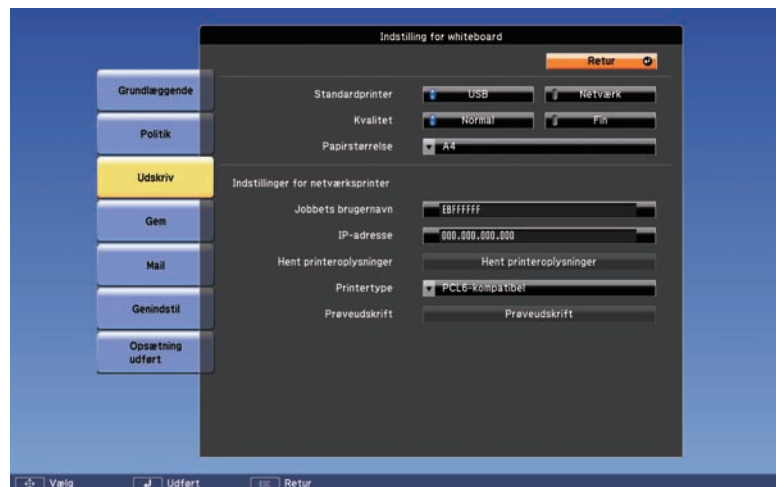 Indstilling for whiteboard
Retur
Grundlæggende
Politik
Udskriv
Gem
Mail
Genindstil
Opsætning
udført
Standardprinter USB Netværk
Kvalitet Normal Fin
Papirstørrelse A4
Indstillinger for netværksprinter
Jobbets brugernavn EBFFFFFF
IP-adresse 000.000.000.000
Hent printeroplysninger Hent printeroplysninger
Printertype PCL6-kompatibel
Prøveudskrift Prøveudskrift
Vælg Udført ESC Retur